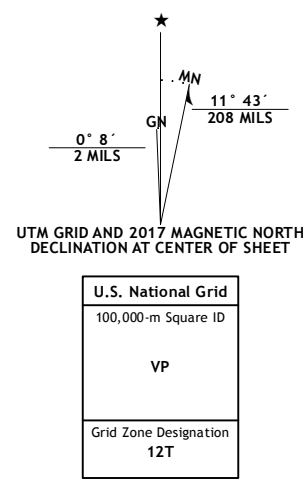 ★
MN
11° 43´
208 MILS
GN
0° 8´
2 MILS
UTM GRID AND 2017 MAGNETIC NORTH
DECLINATION AT CENTER OF SHEET
U.S. National Grid
100,000-m Square ID
VP
Grid Zone Designation
12T